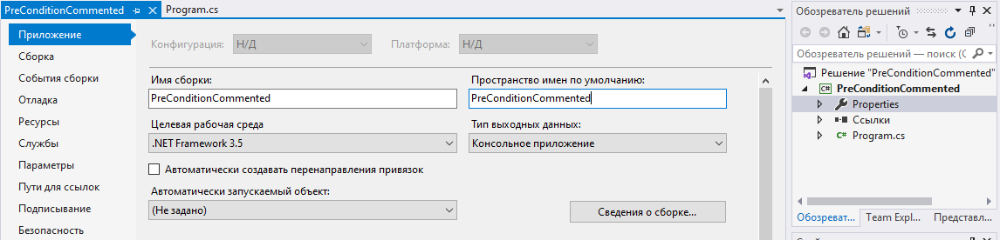 PreConditionCommented
Program.cs
Приложение
Сборка
События сборки
Отладка
Ресурсы
Службы
Параметры
Пути для ссылок
Подписывание
Безопасность
Конфигурация: Н/Д
Платформа: Н/Д
Имя сборки:
PreConditionCommented
Пространство имен по умолчанию:
PreConditionCommented
Целевая рабочая среда
.NET Framework 3.5
Тип выходных данных:
Консольное приложение
Автоматически создавать перенаправления привязок
Автоматически запускаемый объект:
(Не задано)
Сведения о сборке...
Обозреватель решений
Обозреватель решений — поиск (С
Решение "PreConditionCommented"
C# PreConditionCommented
Properties
Ссылки
C# Program.cs
Обозреват...
Team Expl...
Представл...